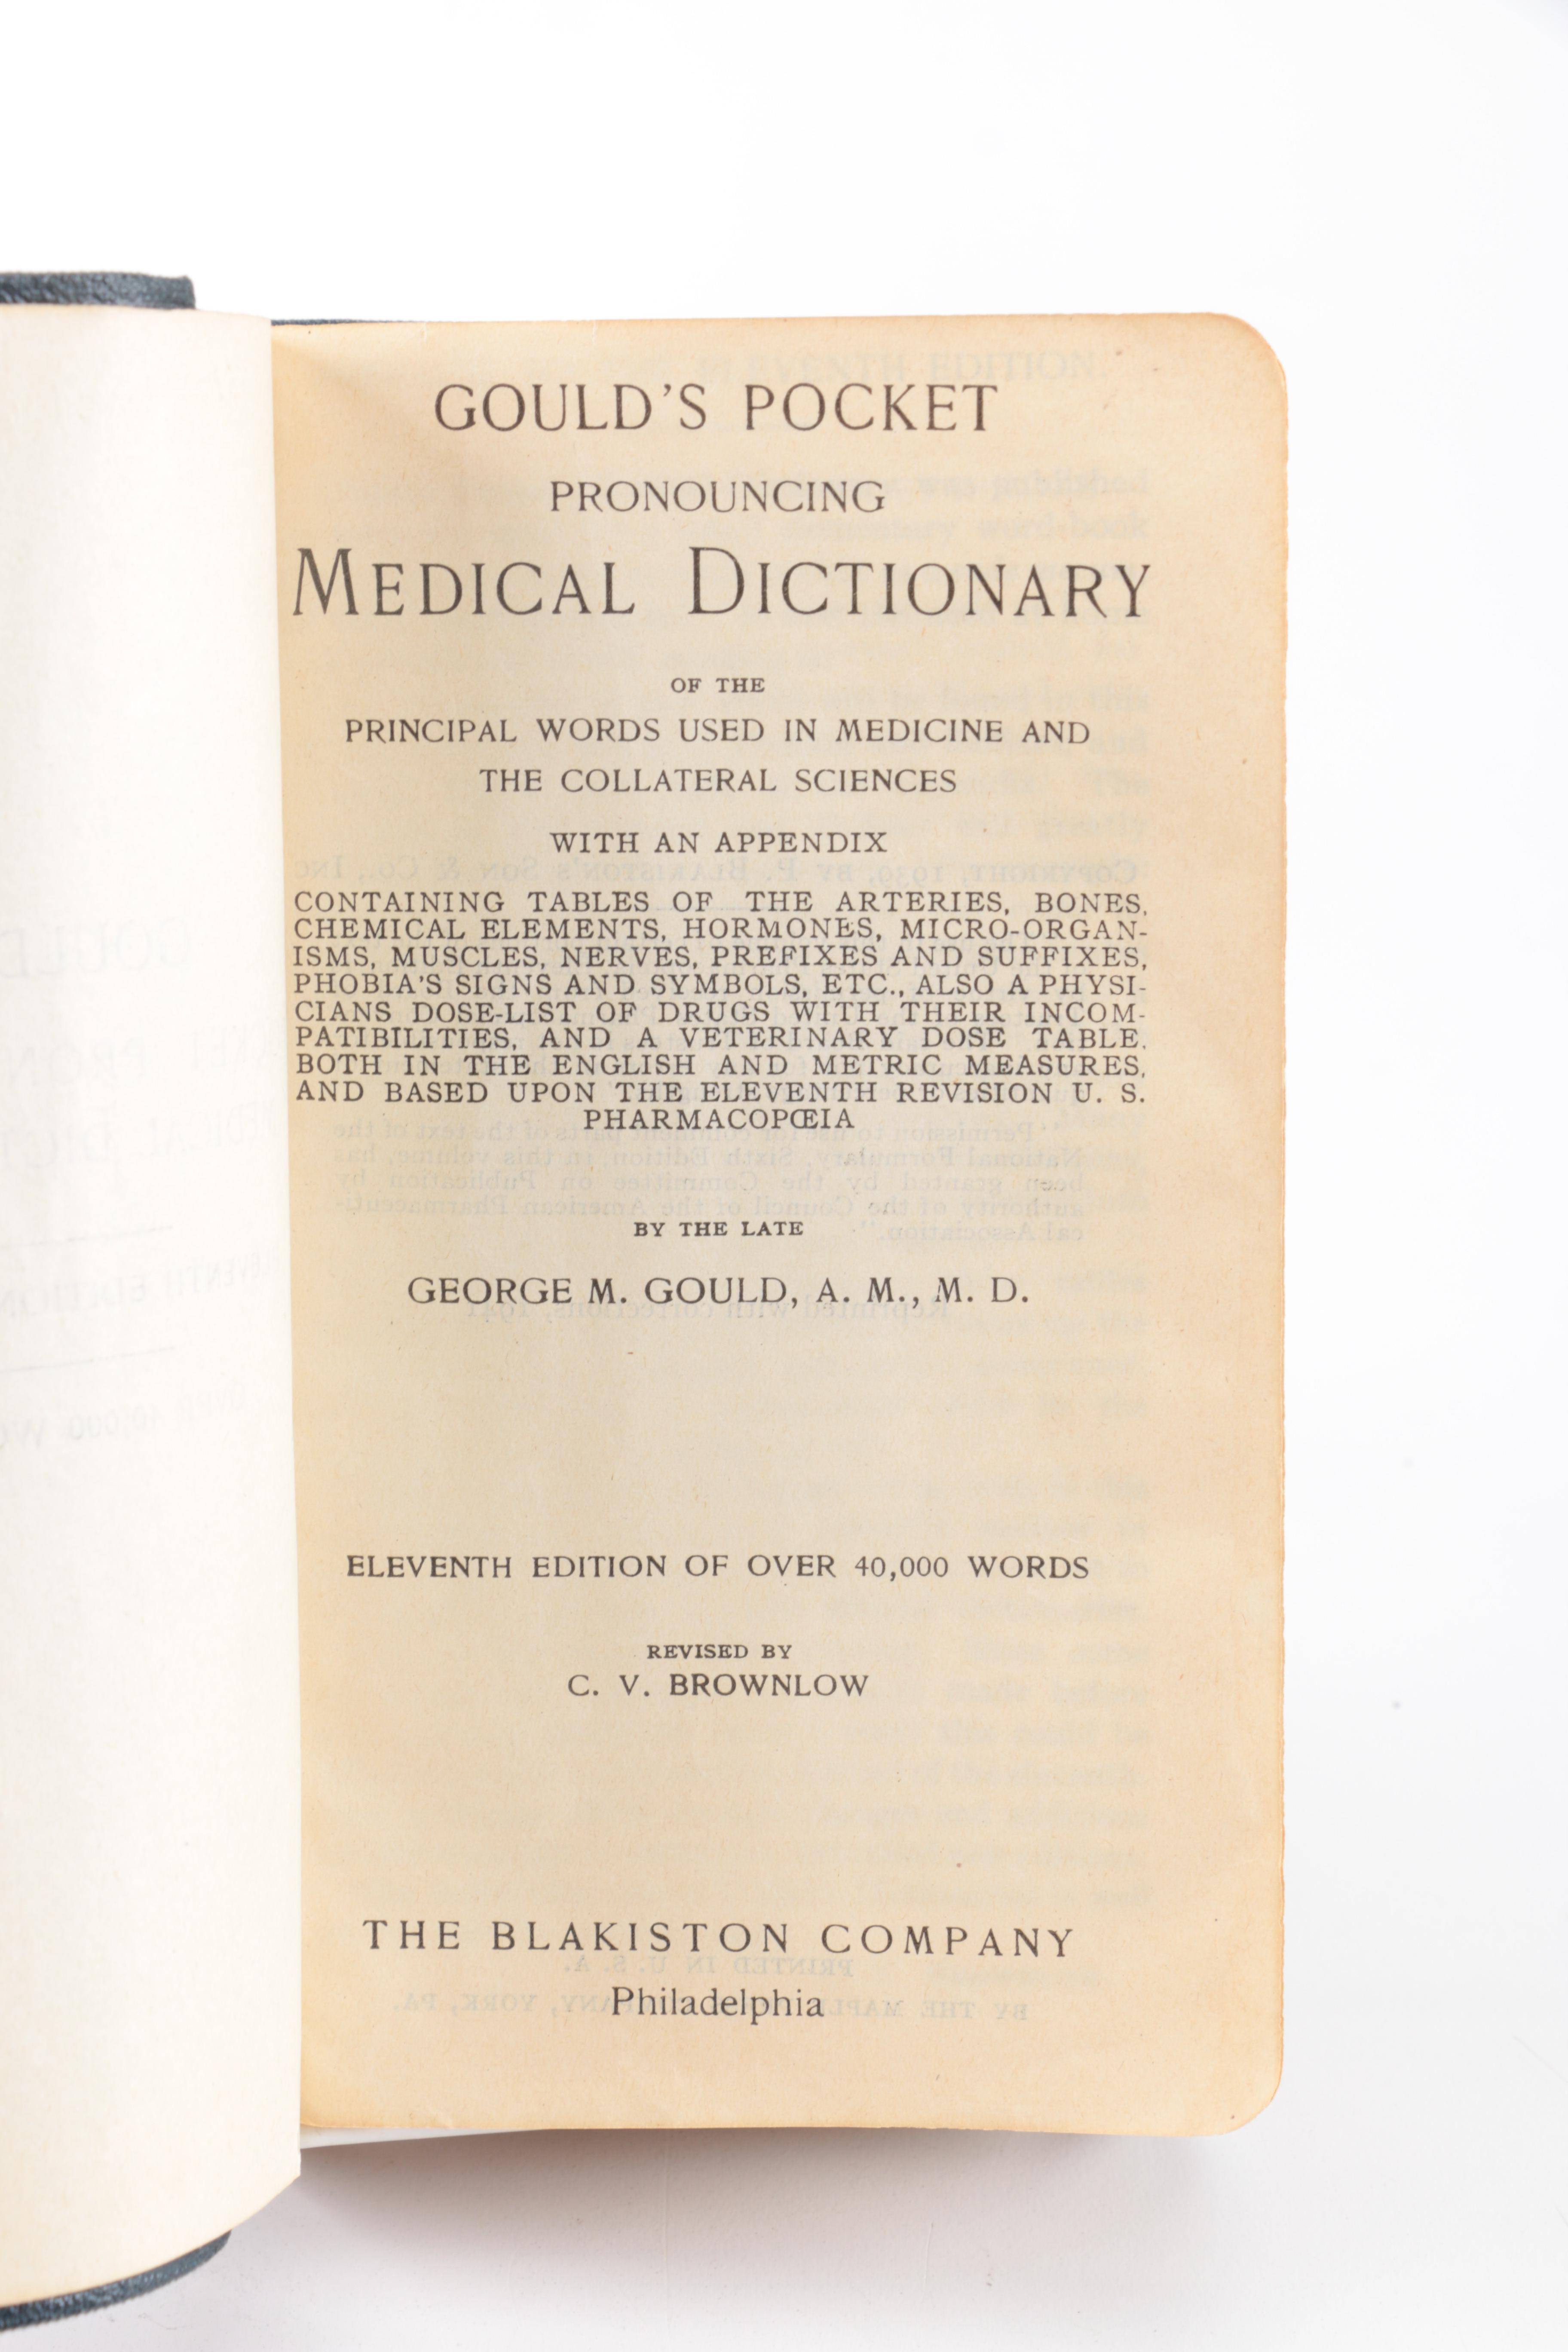 GOULD'S POCKET
PRONOUNCING
MEDICAL DICTIONARY
OF THE
PRINCIPAL WORDS USED IN MEDICINE AND
THE COLLATERAL SCIENCES
WITH AN APPENDIX
CONTAINING TABLES OF THE ARTERIES, BONES,
CHEMICAL ELEMENTS, HORMONES, MICRO-ORGAN-
ISMS, MUSCLES, NERVES, PREFIXES AND SUFFIXES,
PHOBIA'S SIGNS AND SYMBOLS, ETC., ALSO A PHYSI-
CIANS DOSE-LIST OF DRUGS WITH THEIR INCOM-
PATIBILITIES, AND A VETERINARY DOSE TABLE,
BOTH IN THE ENGLISH AND METRIC MEASURES,
AND BASED UPON THE ELEVENTH REVISION U. S.
PHARMACOPŒIA
BY THE LATE
GEORGE M. GOULD, A. M., M. D.
ELEVENTH EDITION OF OVER 40,000 WORDS
REVISED BY
C. V. BROWNLOW
THE BLAKISTON COMPANY
Philadelphia